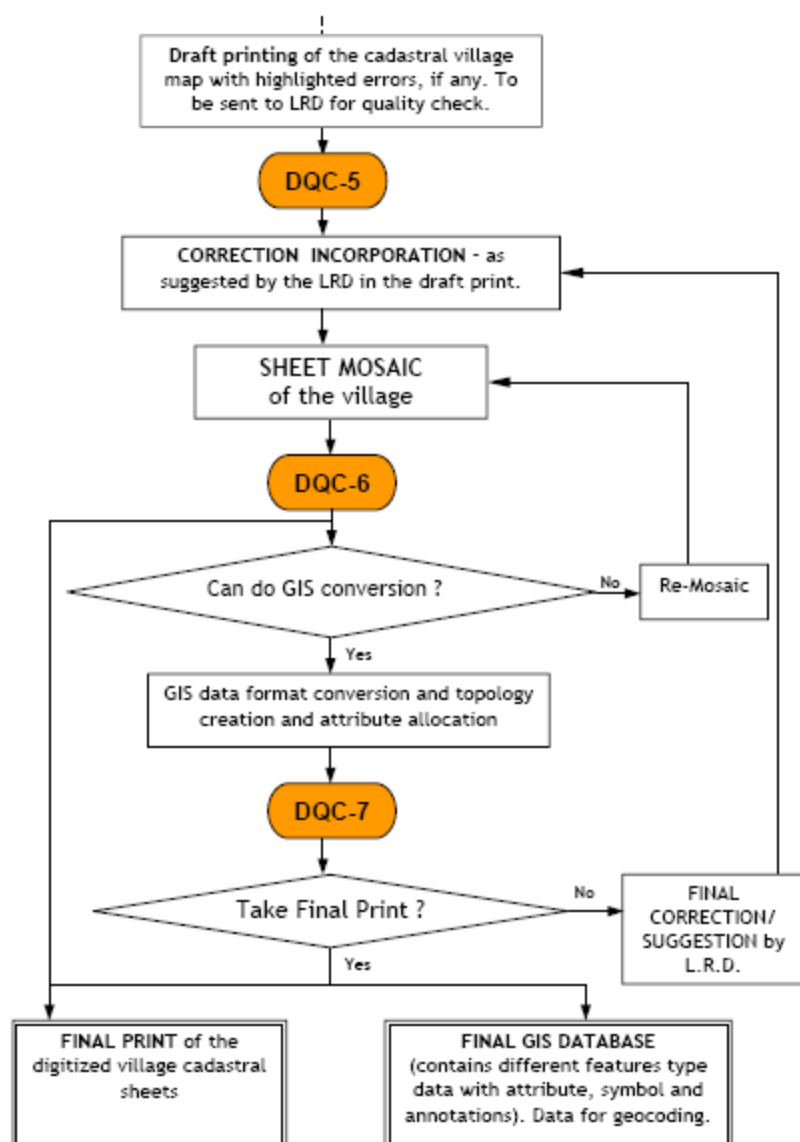 Draft printing of the cadastral village
map with highlighted errors, if any. To
be sent to LRD for quality check.
DQC-5
CORRECTION INCORPORATION - as
suggested by the LRD in the draft print.
SHEET MOSAIC
of the village
DQC-6
Can do GIS conversion ?
No
Re-Mosaic
Yes
GIS data format conversion and topology
creation and attribute allocation
DQC-7
Take Final Print ?
No
FINAL
CORRECTION/
SUGGESTION by
L.R.D.
Yes
FINAL PRINT of the
digitized village cadastral
sheets
FINAL GIS DATABASE
(contains different features type
data with attribute, symbol and
annotations). Data for geocoding.